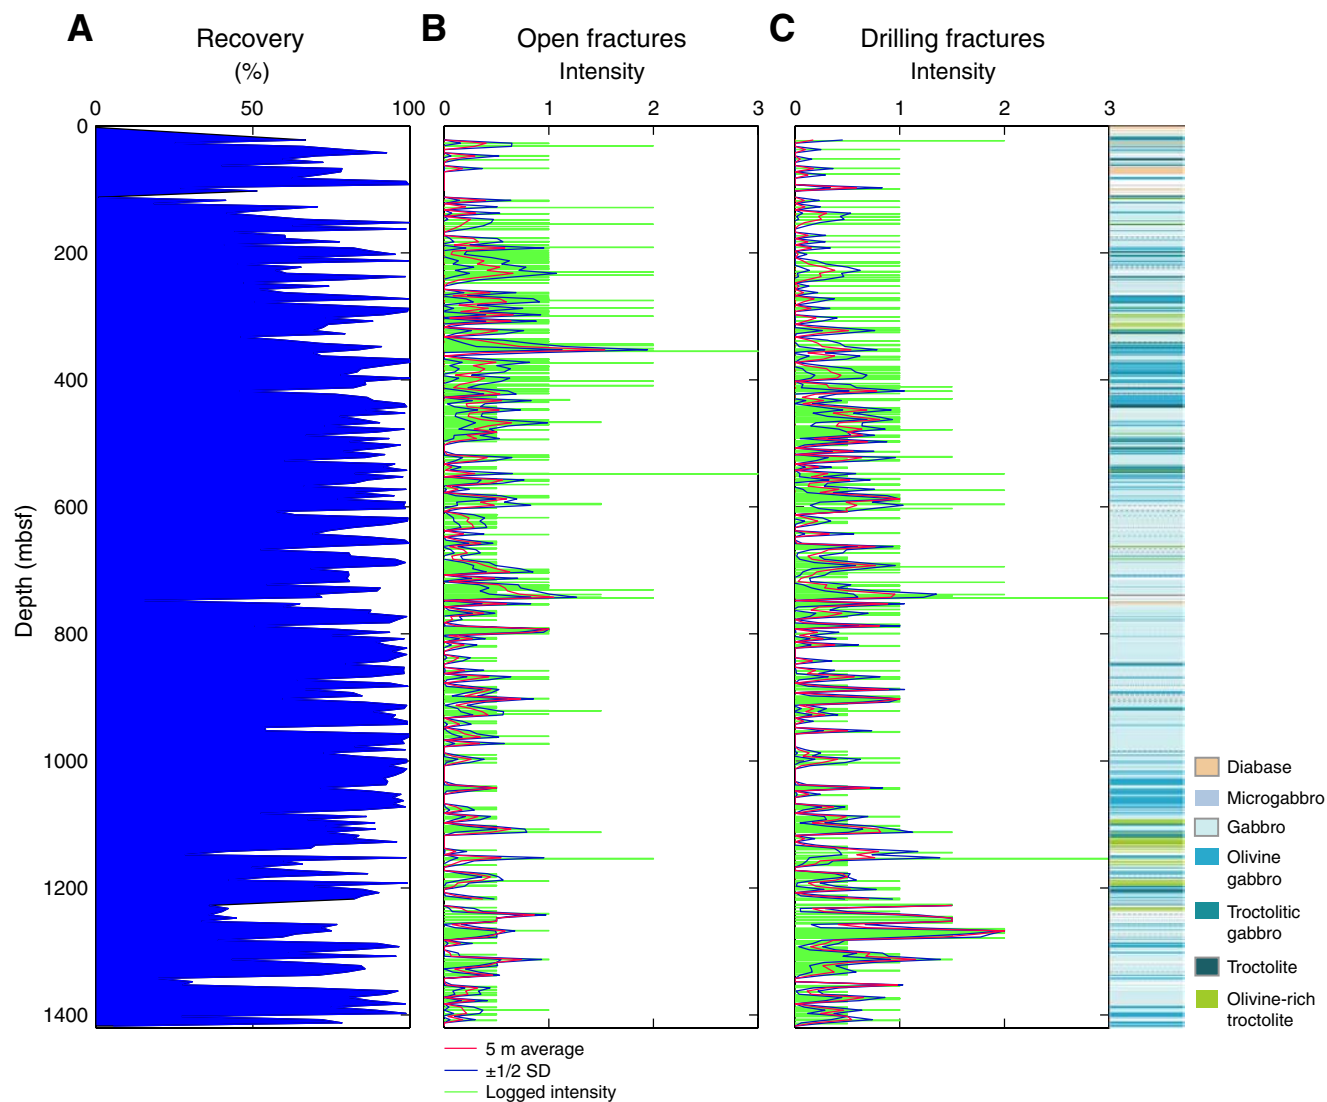 A
Recovery
(%)
0 50 100
B
Open fractures
Intensity
0 1 2 3
C
Drilling fractures
Intensity
0 1 2 3
Depth (mbsf)
0
200
400
600
800
1000
1200
1400
5 m average
±1/2 SD
Logged intensity
Diabase
Microgabbro
Gabbro
Olivine
gabbro
Troctolitic
gabbro
Troctolite
Olivine-rich
troctolite